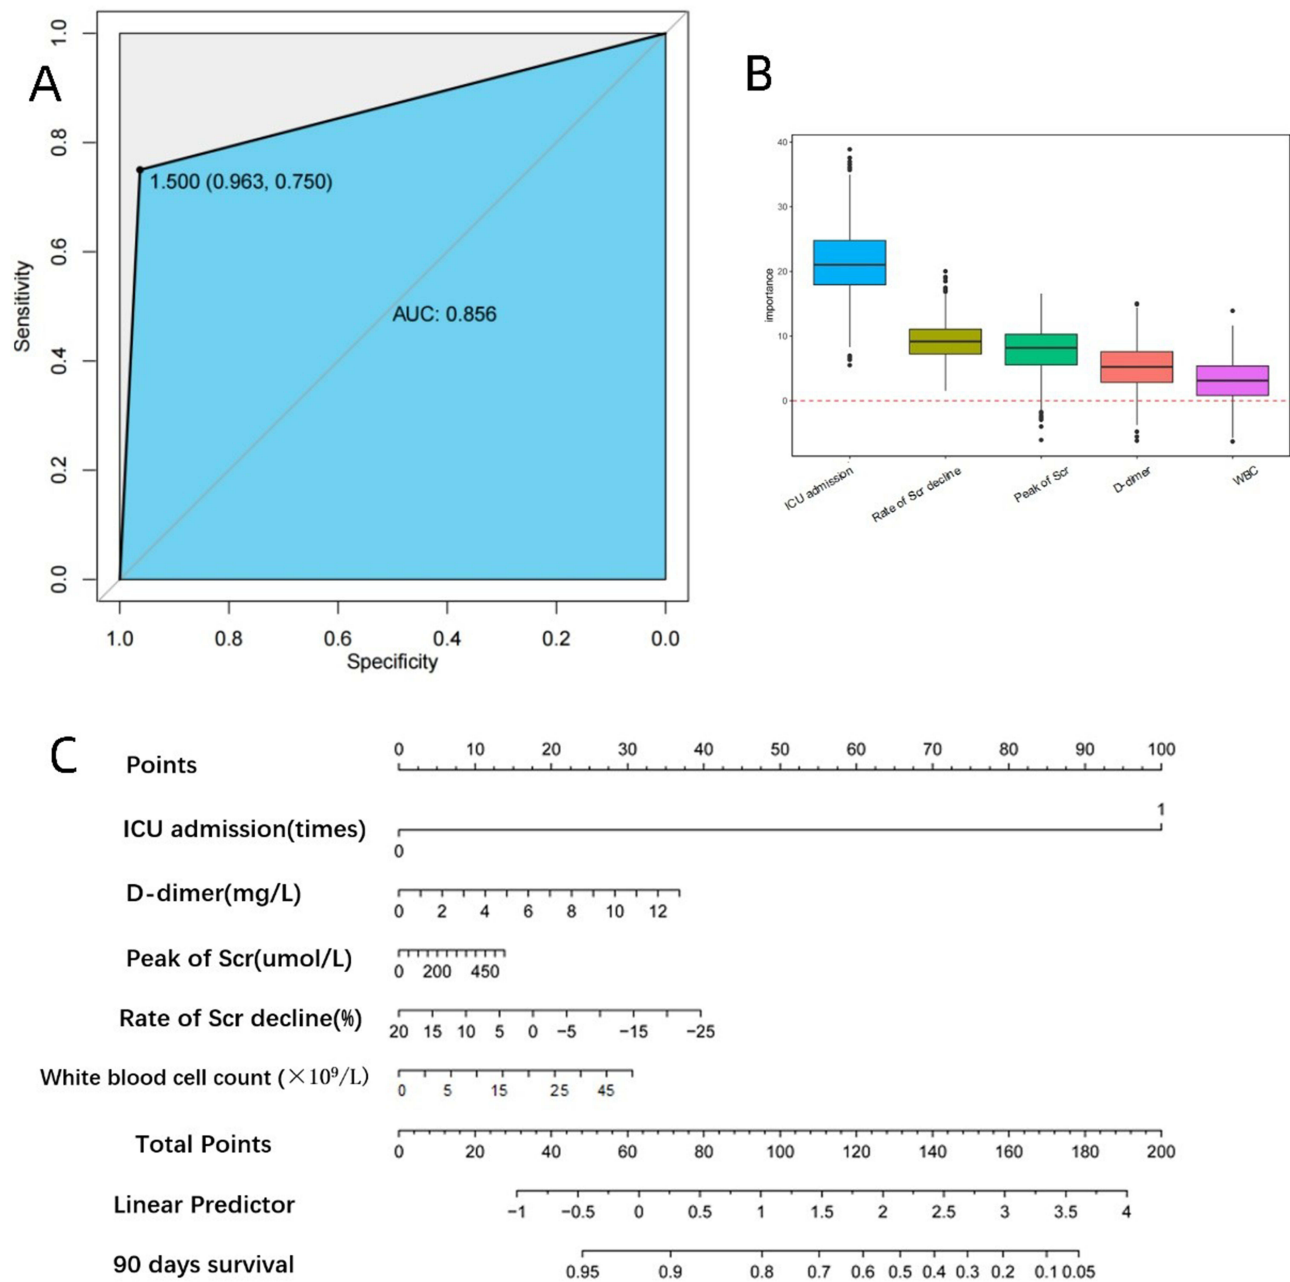 A
1.0
0.8
0.6
0.4
0.2
0.0
Sensitivity
1.500 (0.963, 0.750)
AUC: 0.856
1.0 0.8 0.6 0.4 0.2 0.0
Specificity
B
40
30
20
10
0
importance
ICU admission Rate of Scr decline Peak of Scr D-dimer WBC
C
Points 0 10 20 30 40 50 60 70 80 90 100
ICU admission(times) 0 1
D-dimer(mg/L) 0 2 4 6 8 10 12
Peak of Scr(umol/L) 0 200 450
Rate of Scr decline(%) 20 15 10 5 0 −5 −15 −25
White blood cell count (×10⁹/L) 0 5 15 25 45
Total Points 0 20 40 60 80 100 120 140 160 180 200
Linear Predictor −1 −0.5 0 0.5 1 1.5 2 2.5 3 3.5 4
90 days survival 0.95 0.9 0.8 0.7 0.6 0.5 0.4 0.3 0.2 0.1 0.05